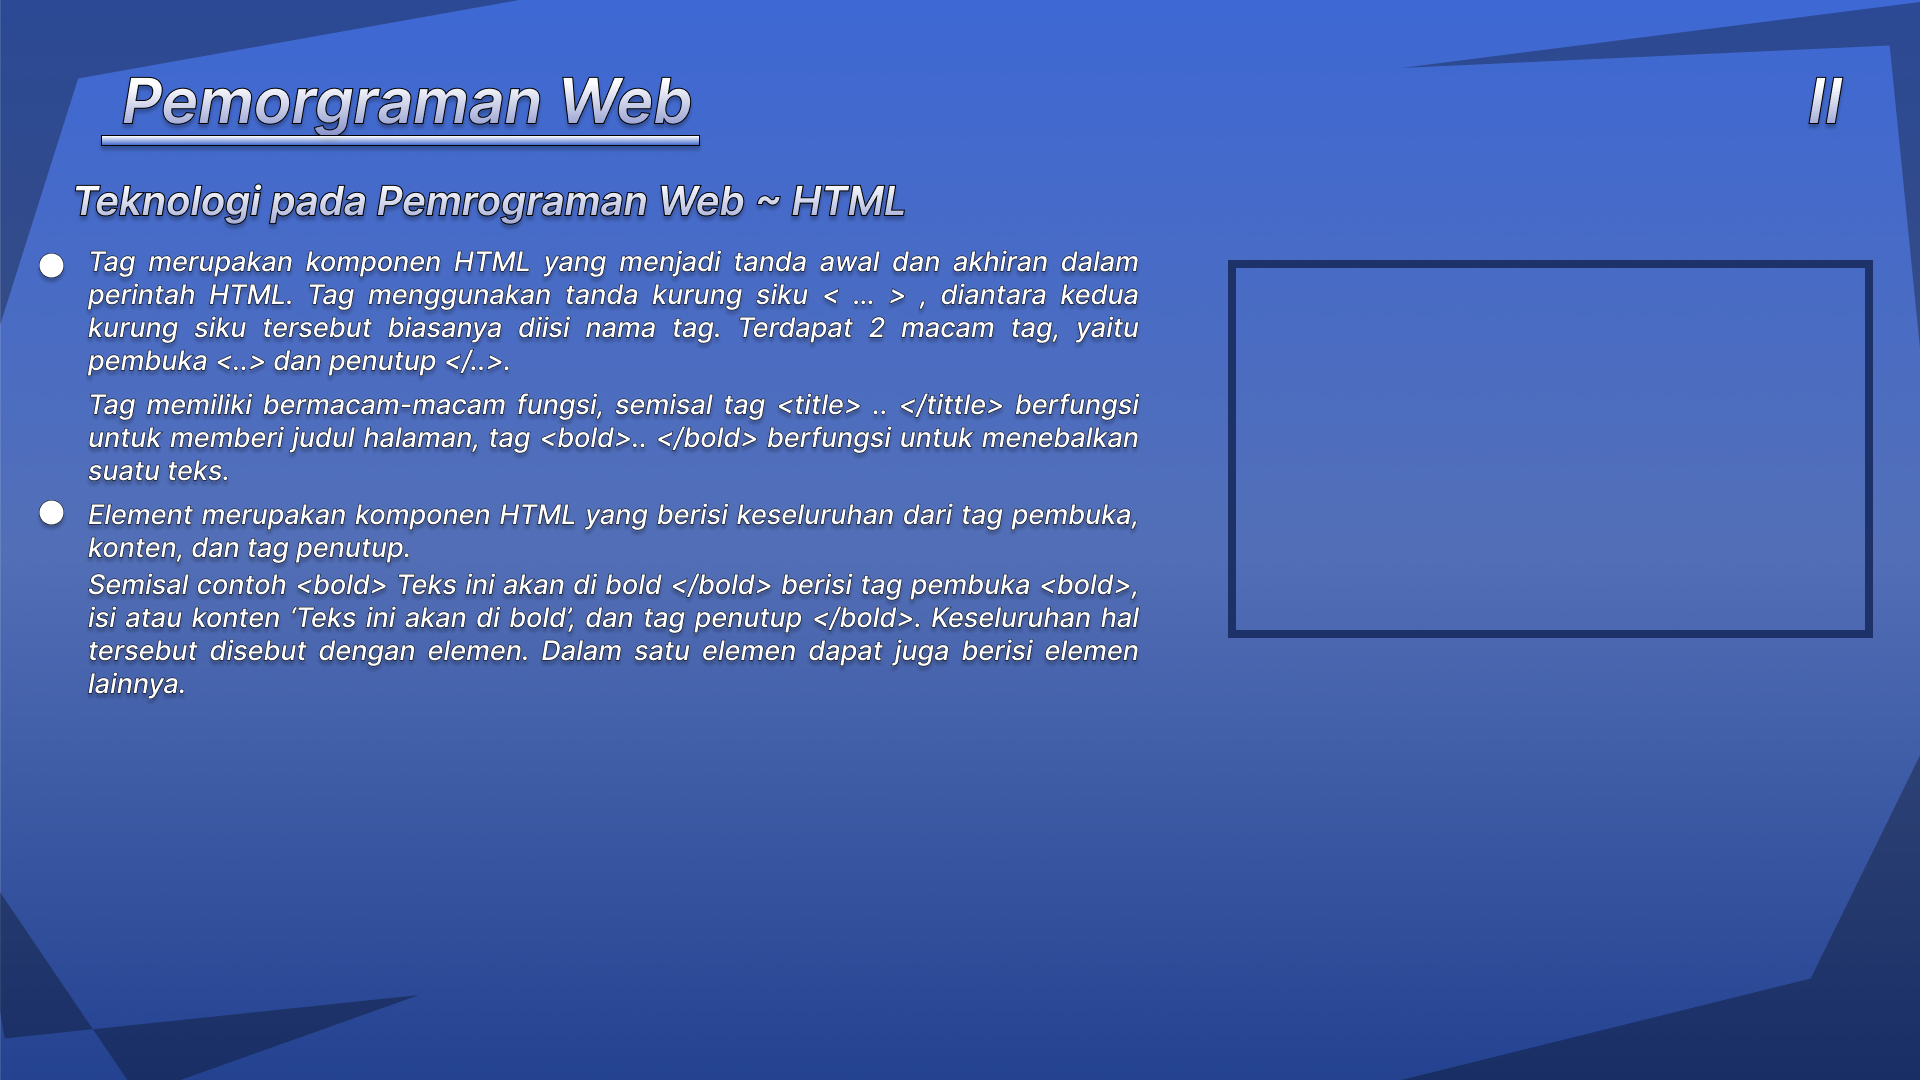 Pemorgraman Web
II
Teknologi pada Pemrograman Web ~ HTML
Tag merupakan komponen HTML yang menjadi tanda awal dan akhiran dalam
perintah HTML. Tag menggunakan tanda kurung siku < ... > , diantara kedua
kurung siku tersebut biasanya diisi nama tag. Terdapat 2 macam tag, yaitu
pembuka <..> dan penutup </..>.
Tag memiliki bermacam-macam fungsi, semisal tag <title> .. </tittle> berfungsi
untuk memberi judul halaman, tag <bold>.. </bold> berfungsi untuk menebalkan
suatu teks.
Element merupakan komponen HTML yang berisi keseluruhan dari tag pembuka,
konten, dan tag penutup.
Semisal contoh <bold> Teks ini akan di bold </bold> berisi tag pembuka <bold>,
isi atau konten ‘Teks ini akan di bold’, dan tag penutup </bold>. Keseluruhan hal
tersebut disebut dengan elemen. Dalam satu elemen dapat juga berisi elemen
lainnya.